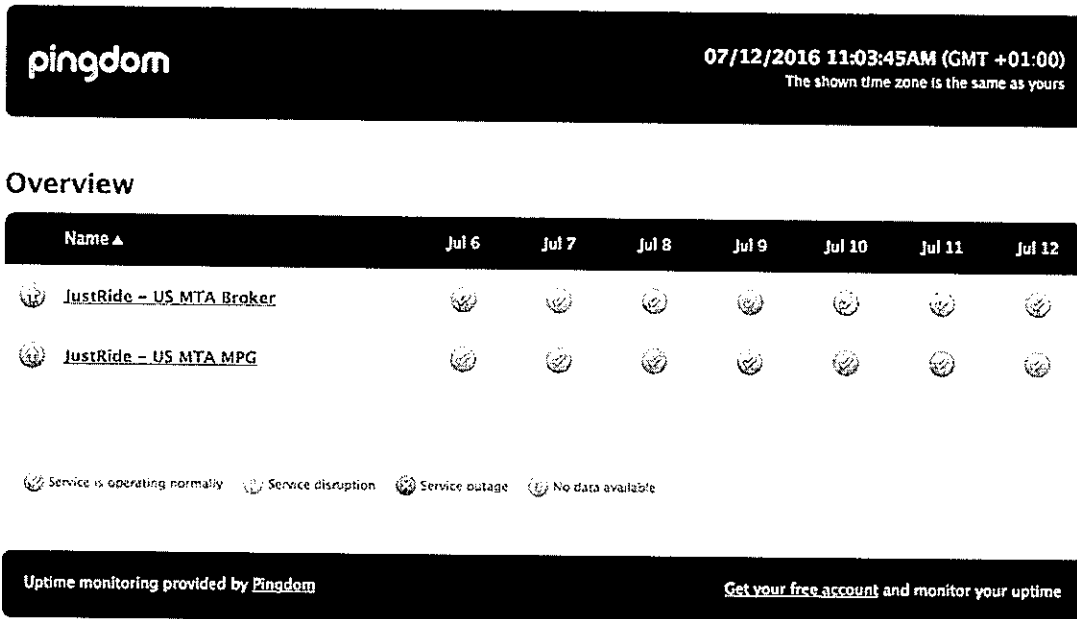 pingdom
07/12/2016 11:03:45AM (GMT +01:00)
The shown time zone is the same as yours
Overview
Name▲ Jul 6 Jul 7 Jul 8 Jul 9 Jul 10 Jul 11 Jul 12
JustRide – US MTA Broker
JustRide – US MTA MPG
Service is operating normally Service disruption Service outage No data available
Uptime monitoring provided by Pingdom
Get your free account and monitor your uptime